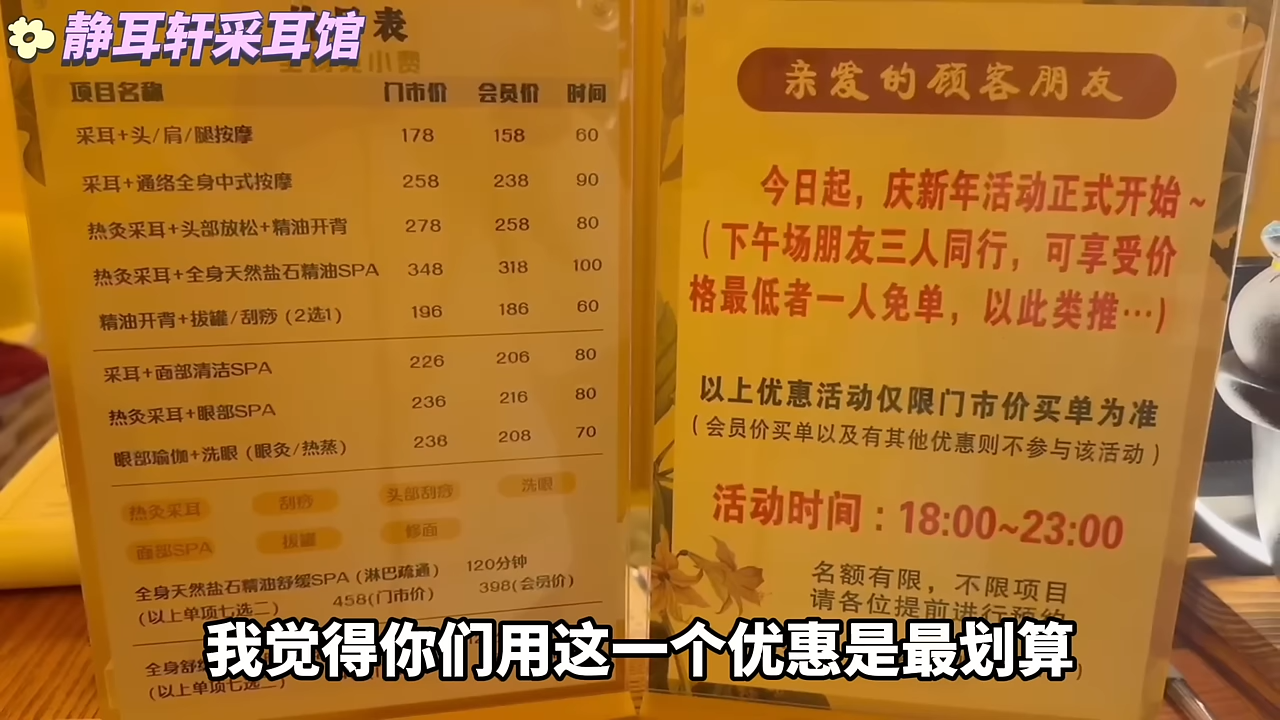 静耳轩采耳馆
表
项目名称 门市价 会员价 时间
采耳+头/肩/腿按摩 178 158 60
采耳+通络全身中式按摩 258 238 90
热灸采耳+头部放松+精油开背 278 258 80
热灸采耳+全身天然盐石精油SPA 348 318 100
精油开背+拔罐/刮痧(2选1) 196 186 60
采耳+面部清洁SPA 226 206 80
热灸采耳+眼部SPA 236 216 80
眼部瑜伽+洗眼(眼灸/热蒸) 236 208 70
热灸采耳 刮痧 头部刮痧 洗眼
面部SPA 拔罐 修面
全身天然盐石精油舒缓SPA(淋巴疏通) 120分钟
(以上单项七选二) 458(门市价) 398(会员价)
全身舒
(以上单项七选二)
亲爱的顾客朋友
今日起，庆新年活动正式开始~
(下午场朋友三人同行，可享受价
格最低者一人免单，以此类推…)
以上优惠活动仅限门市价买单为准
(会员价买单以及有其他优惠则不参与该活动)
活动时间：18:00~23:00
名额有限，不限项目
请各位提前进行预约
我觉得你们用这一个优惠是最划算